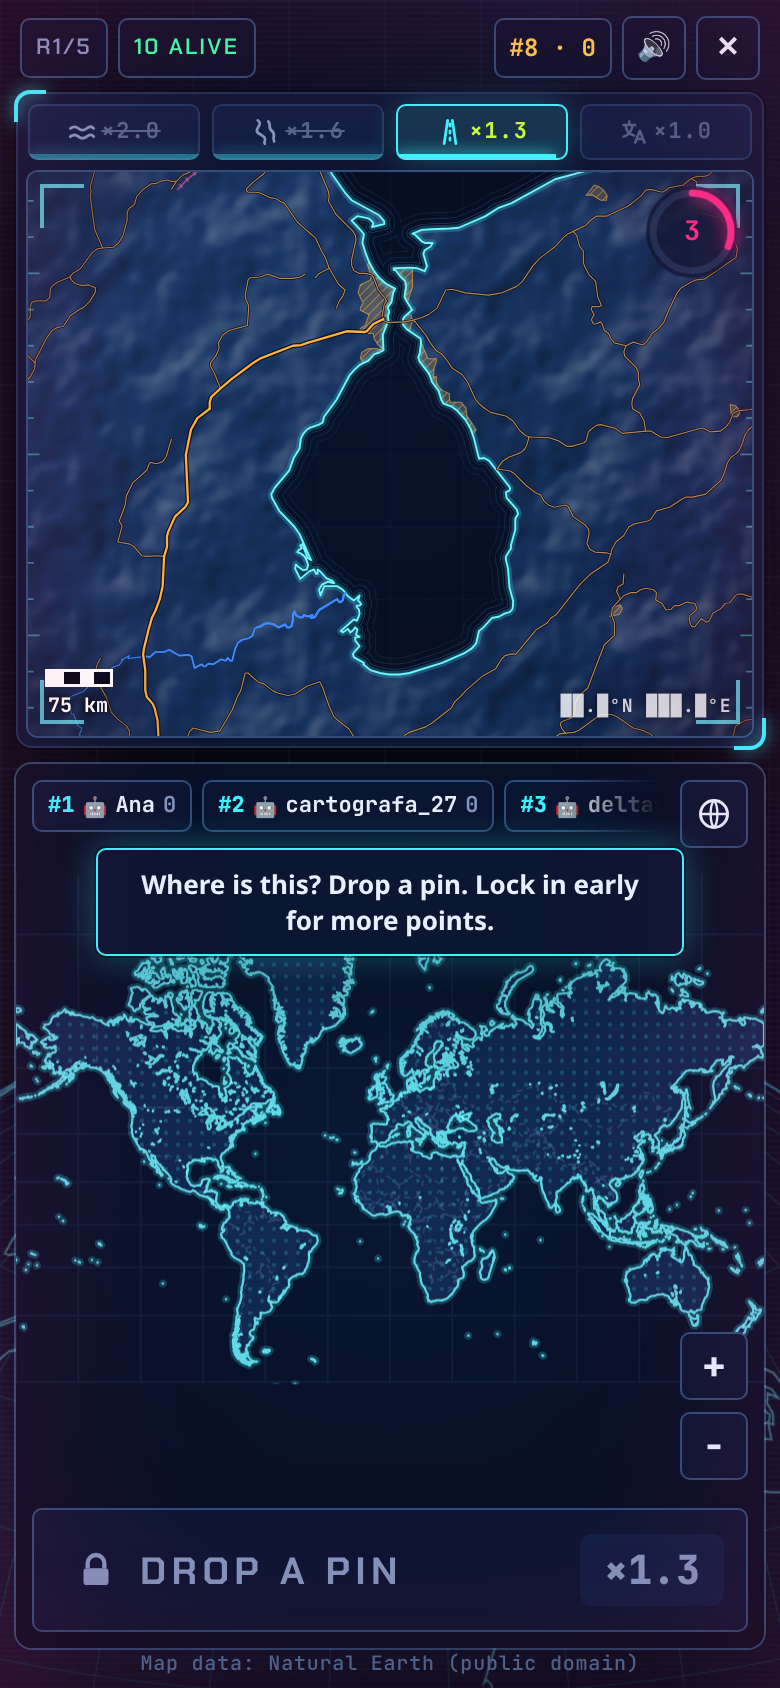 R1/5
10 ALIVE
#8 · 0
×2.0
×1.6
×1.3
×1.0
3
75 km
°N
°E
#1 Ana 0
#2 cartografa_27 0
#3 delta
Where is this? Drop a pin. Lock in early
for more points.
+
-
DROP A PIN
×1.3
Map data: Natural Earth (public domain)